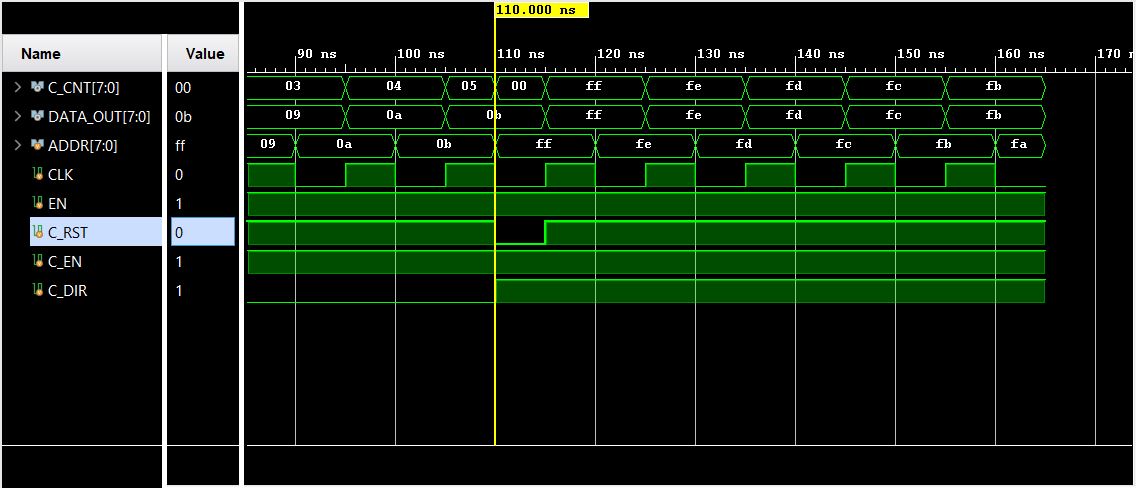 110.000 ns
Name Value
90 ns 100 ns 110 ns 120 ns 130 ns 140 ns 150 ns 160 ns 170 n
C_CNT[7:0] 00 03 04 05 00 ff fe fd fc fb
DATA_OUT[7:0] 0b 09 0a 0b ff fe fd fc fb
ADDR[7:0] ff 09 0a 0b ff fe fd fc fb fa
CLK 0
EN 1
C_RST 0
C_EN 1
C_DIR 1